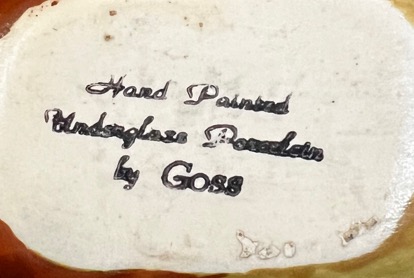 Hand Painted
Underglaze Porcelain
by Goss